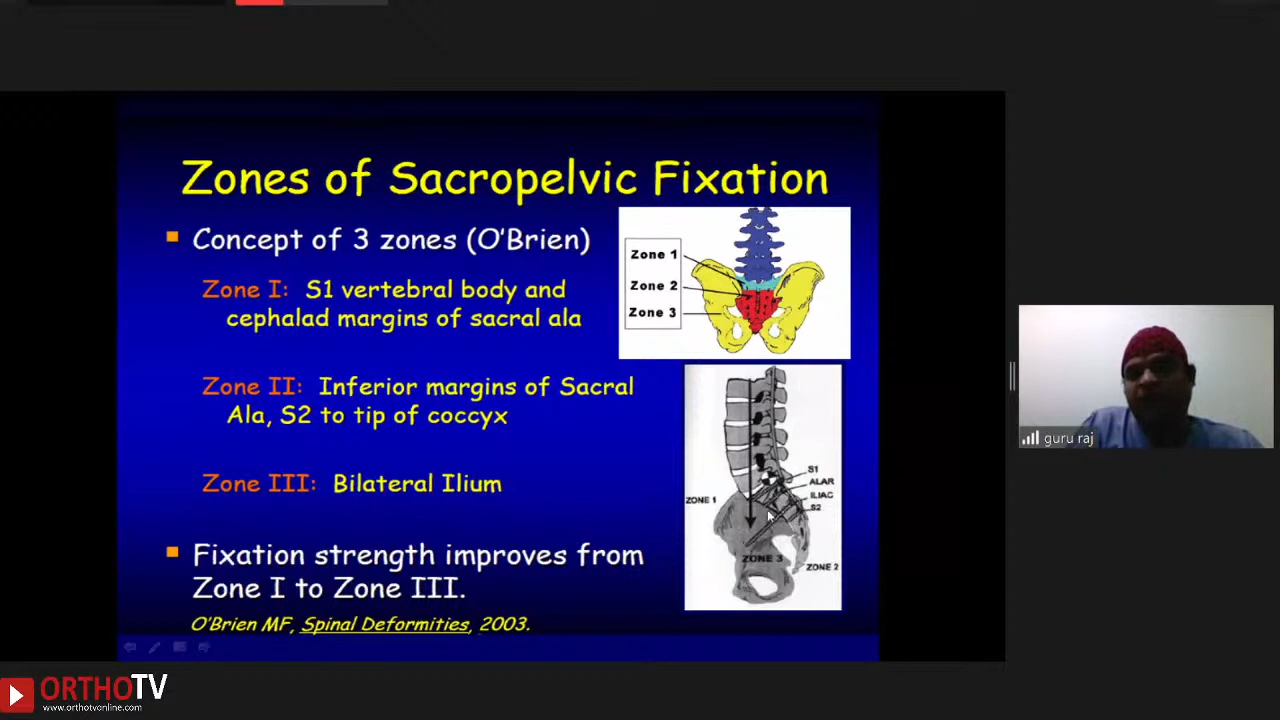 Zones of Sacropelvic Fixation
Concept of 3 zones (O'Brien)
Zone I: S1 vertebral body and
cephalad margins of sacral ala
Zone II: Inferior margins of Sacral
Ala, S2 to tip of coccyx
Zone III: Bilateral Ilium
Fixation strength improves from
Zone I to Zone III.
O'Brien MF, Spinal Deformities, 2003.
Zone 1
Zone 2
Zone 3
S1
ALAR
ILIAC
S2
ZONE 1
ZONE 3
ZONE 2
guru raj
ORTHOTV
www.orthotvonline.com